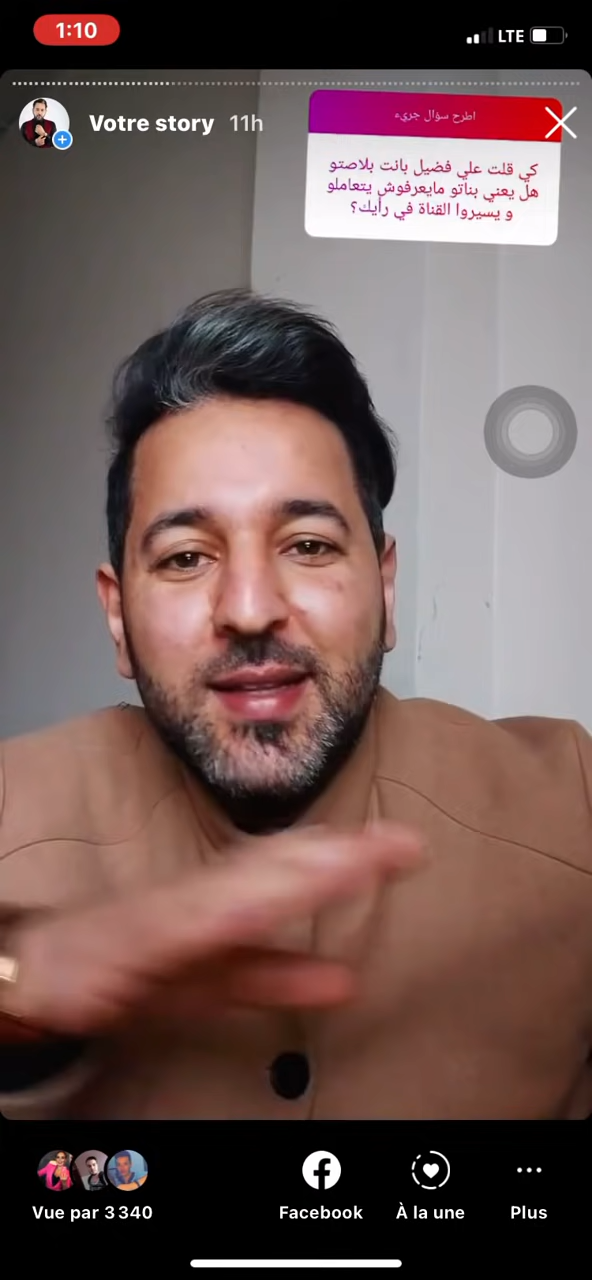 1:10
LTE
Votre story 11h
اطرح سؤال جريء
كي قلت علي فضيل بانت بلاصتو
هل يعني بناتو مايعرفوش يتعاملو
و يسيروا القناة في رأيك؟
Vue par 3 340
Facebook
À la une
Plus